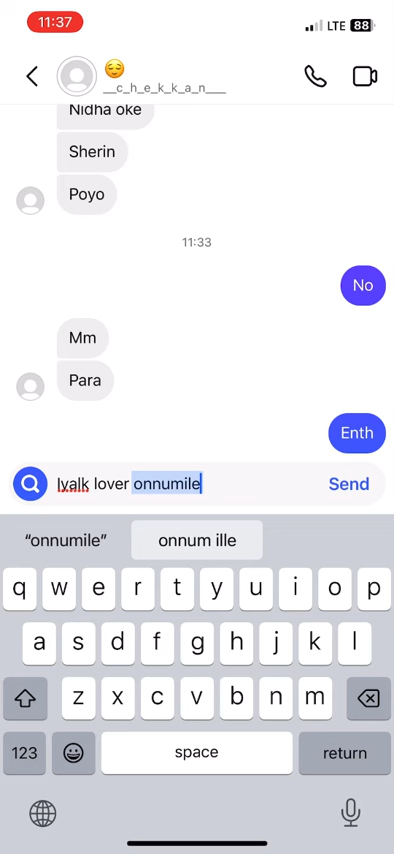 11:37
LTE 88
😌
__c_h_e_k_k_a_n___
Nidha oke
Sherin
Poyo
11:33
No
Mm
Para
Enth
Iyalk lover onnumile
Send
“onnumile”
onnum ille
q w e r t y u i o p
a s d f g h j k l
z x c v b n m
123
space
return